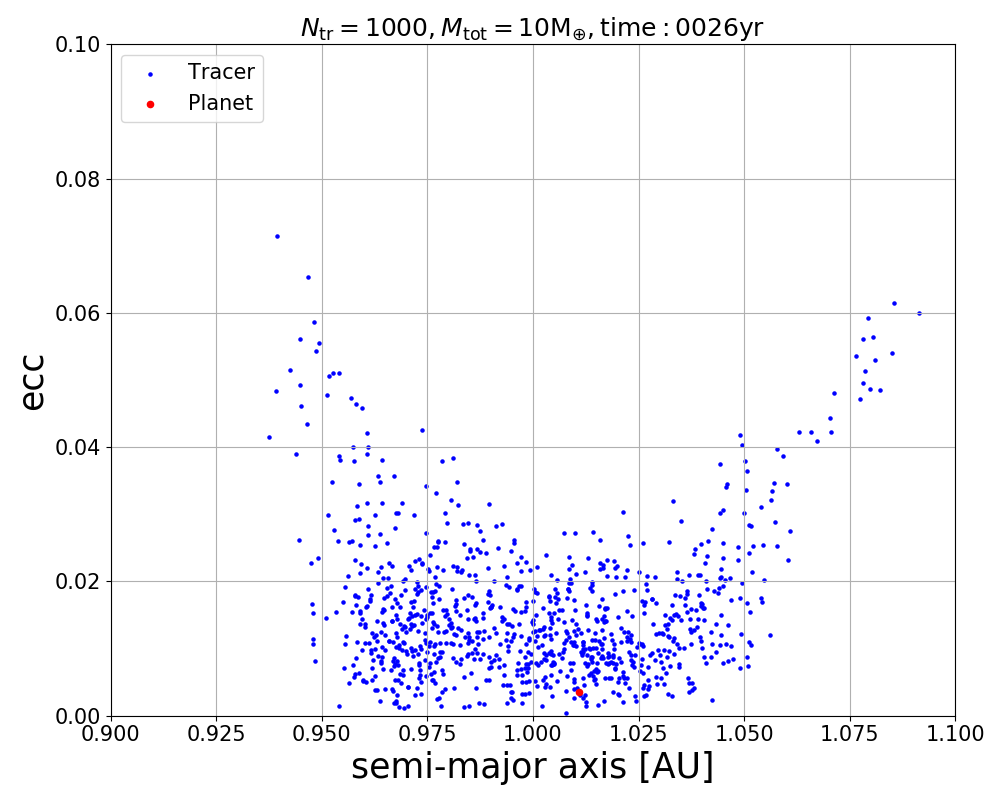 N_tr = 1000, M_tot = 10M_⊕, time : 0026yr
Tracer
Planet
ecc
0.10
0.08
0.06
0.04
0.02
0.00
0.900 0.925 0.950 0.975 1.000 1.025 1.050 1.075 1.100
semi-major axis [AU]